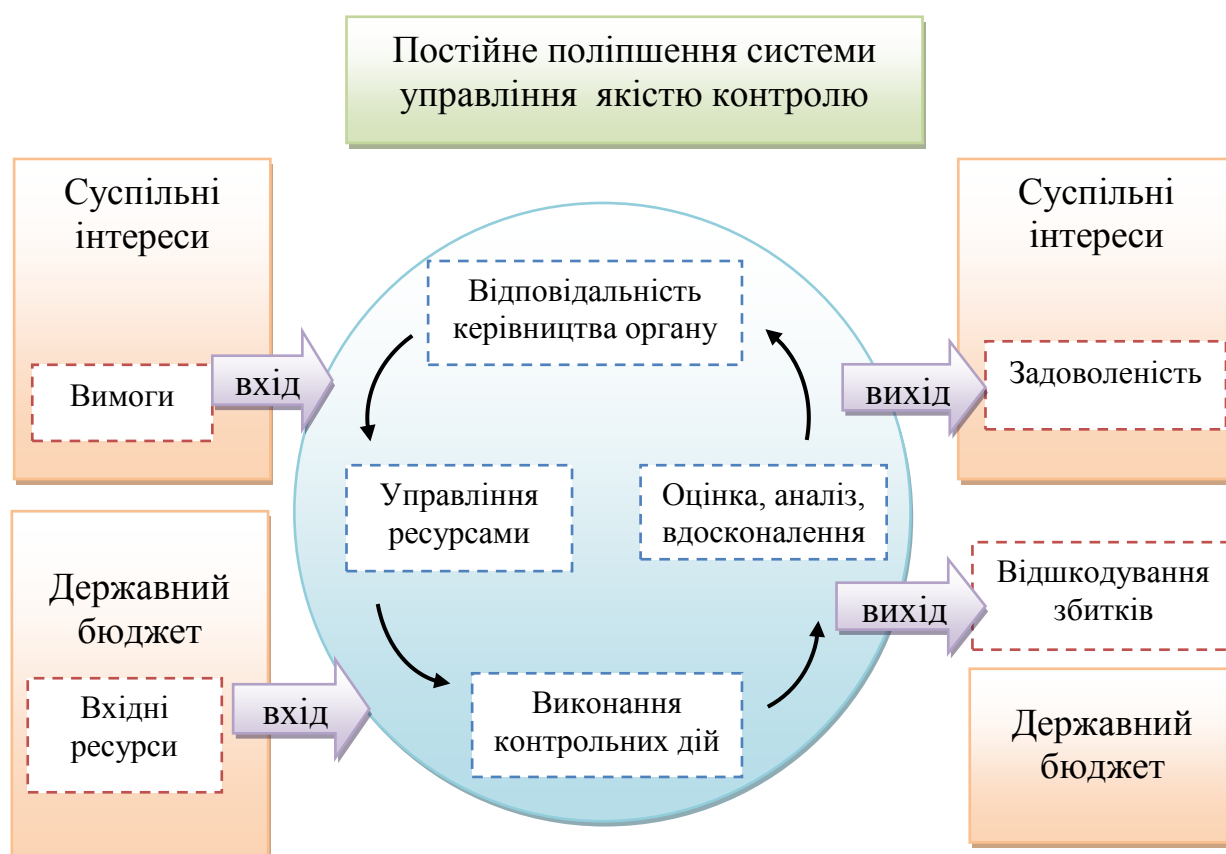 Постійне поліпшення системи
управління якістю контролю
Суспільні
інтереси
Вимоги
вхід
Державний
бюджет
Вхідні
ресурси
вхід
Відповідальність
керівництва органу
Управління
ресурсами
Оцінка, аналіз,
вдосконалення
Виконання
контрольних дій
Суспільні
інтереси
вихід
Задоволеність
вихід
Відшкодування
збитків
Державний
бюджет